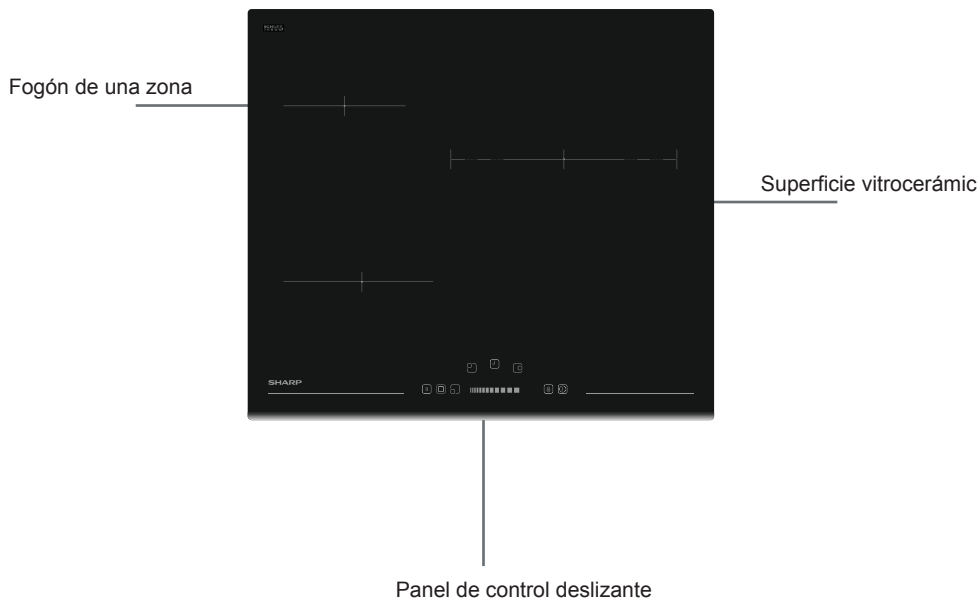 Fogón de una zona
Superficie vitrocerámic
SHARP
Panel de control deslizante